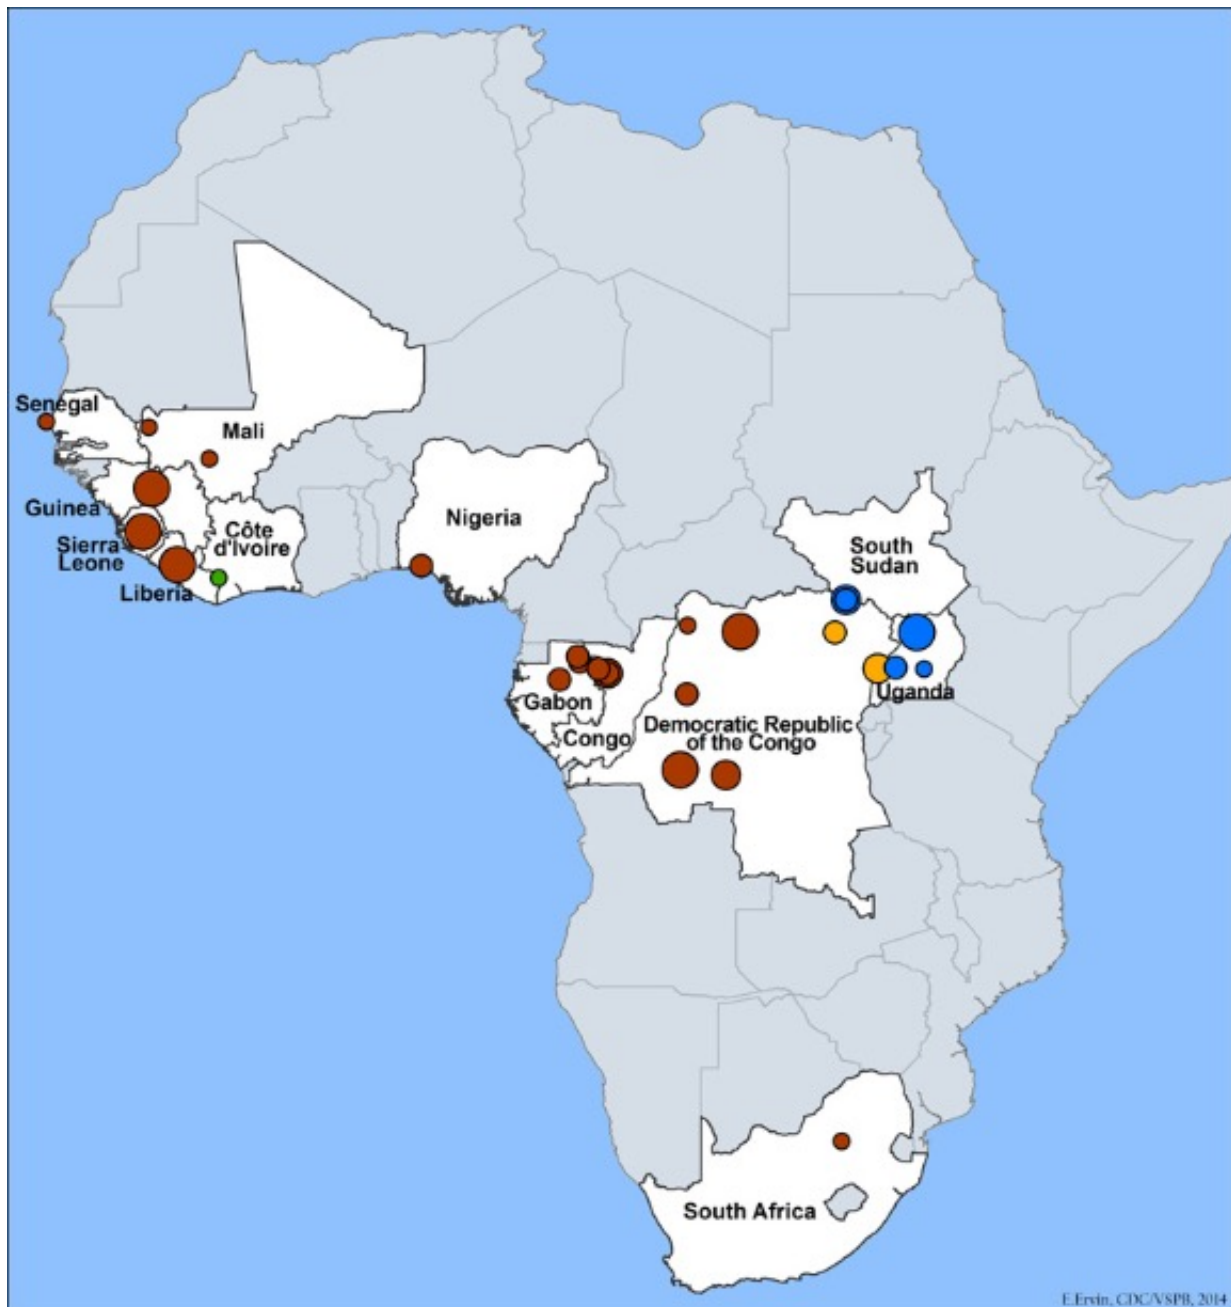 Senegal
Mali
Guinea
Nigeria
Côte
d'Ivoire
Sierra
Leone
Liberia
South
Sudan
Uganda
Gabon
Democratic Republic
of the Congo
Congo
South Africa
E.Ervin, CDC/VSPB, 2014